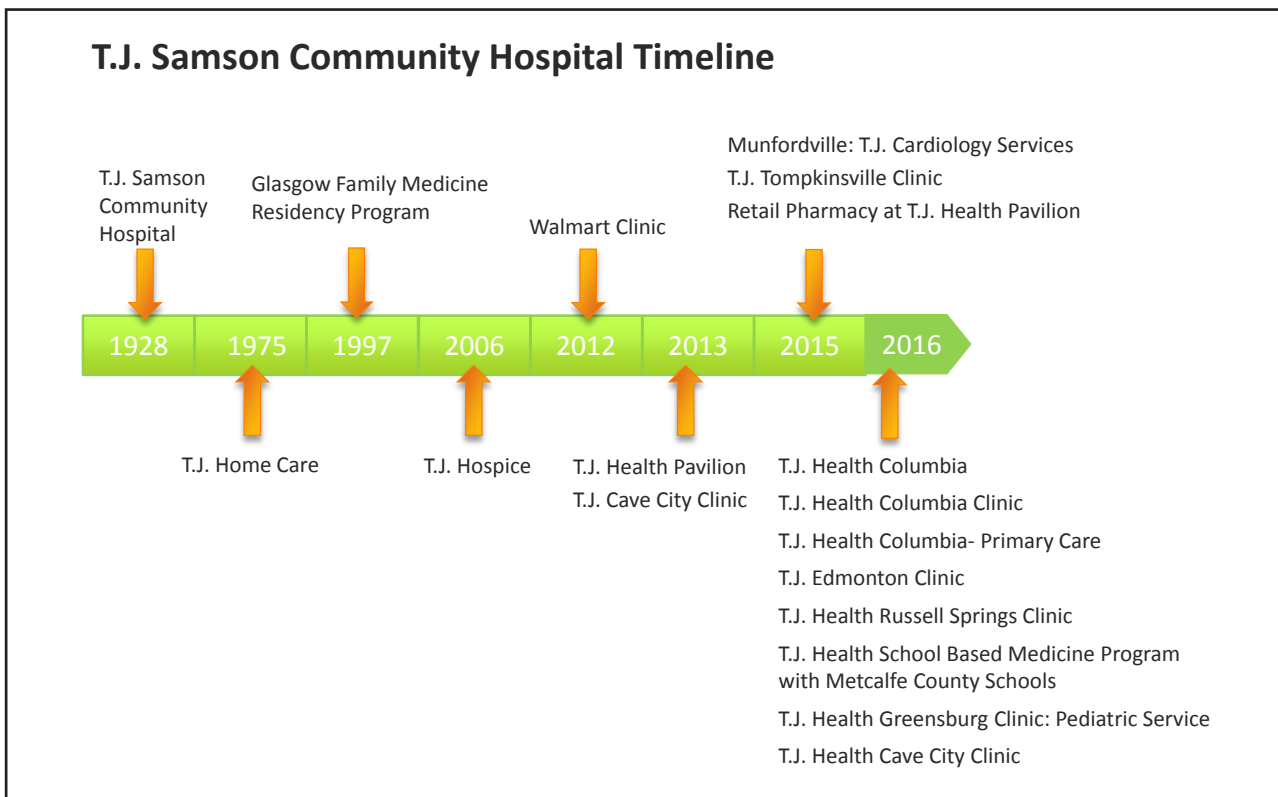 T.J. Samson Community Hospital Timeline
T.J. Samson
Community
Hospital
Glasgow Family Medicine
Residency Program
Walmart Clinic
Munfordville: T.J. Cardiology Services
T.J. Tompkinsville Clinic
Retail Pharmacy at T.J. Health Pavilion
1928 1975 1997 2006 2012 2013 2015 2016
T.J. Home Care
T.J. Hospice
T.J. Health Pavilion
T.J. Cave City Clinic
T.J. Health Columbia
T.J. Health Columbia Clinic
T.J. Health Columbia- Primary Care
T.J. Edmonton Clinic
T.J. Health Russell Springs Clinic
T.J. Health School Based Medicine Program
with Metcalfe County Schools
T.J. Health Greensburg Clinic: Pediatric Service
T.J. Health Cave City Clinic